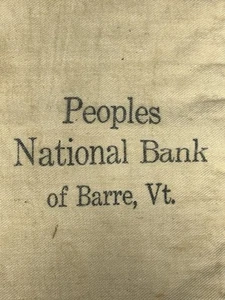 Peoples
National Bank
of Barre, Vt.